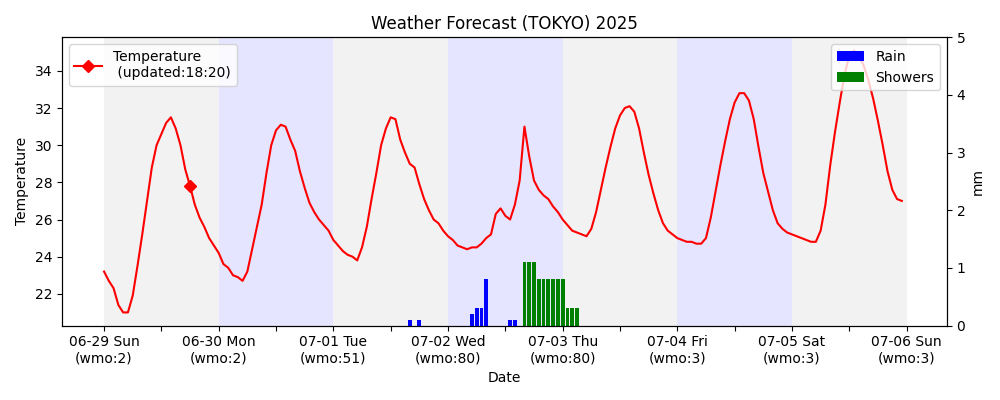 Weather Forecast (TOKYO) 2025
Temperature
(updated:18:20)
Rain
Showers
Temperature
34
32
30
28
26
24
22
5
4
3
2
1
0
mm
06-29 Sun
(wmo:2)
06-30 Mon
(wmo:2)
07-01 Tue
(wmo:51)
07-02 Wed
(wmo:80)
07-03 Thu
(wmo:80)
07-04 Fri
(wmo:3)
07-05 Sat
(wmo:3)
07-06 Sun
(wmo:3)
Date